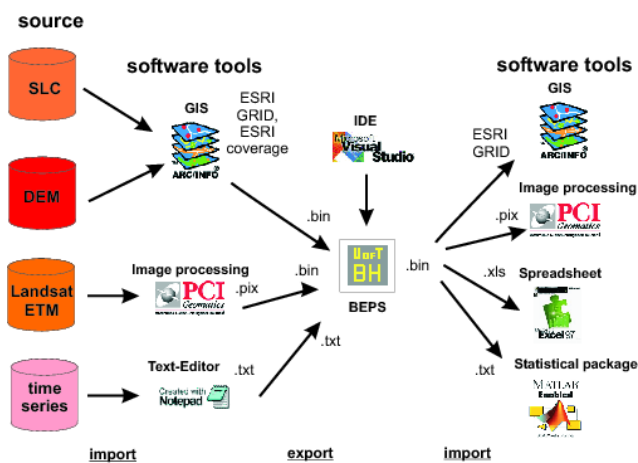 source
software tools
software tools
SLC
GIS
ESRI
GRID,
ESRI
coverage
ARC/INFO
IDE
Microsoft
Visual
Studio
GIS
ESRI
GRID
ARC/INFO
DEM
Image processing
.bin
.pix
PCI
Geomatics
UofT
BH
BEPS
.bin
Landsat
ETM
Image processing
PCI
Geomatics
.pix
.bin
.xls
Spreadsheet
Excel 97
.txt
time
series
Text-Editor
.txt
Created with
Notepad
.txt
Statistical package
MATLAB
Enabled
import
export
import